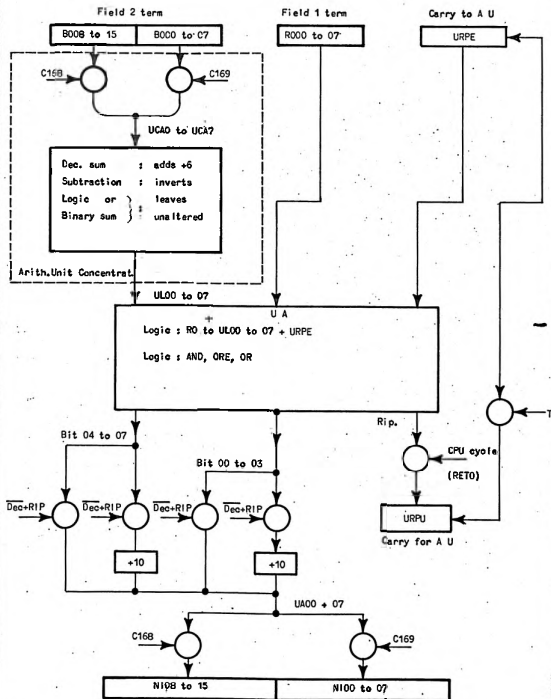 Field 2 term
Field 1 term
Carry to A U
B008 to 15
B000 to C7
R000 to 07
URPE
C168
C169
UCA0 to UCA7
Dec. sum : adds +6
Subtraction : inverts
Logic or } : leaves
Binary sum } unaltered
Arith.Unit Concentrat.
UL00 to 07
U A
+
Logic : R0 to UL00 to 07 + URPE
Logic : AND, ORE, OR
Rip.
T
Bit 04 to 07
CPU cycle
Bit 00 to 03
(RETO)
Dec+RIP
Dec+RIP
Dec+RIP
Dec+RIP
URPU
Carry for A U
+10
+10
UA00 + 07
C168
C169
NI08 to 15
NI00 to 07